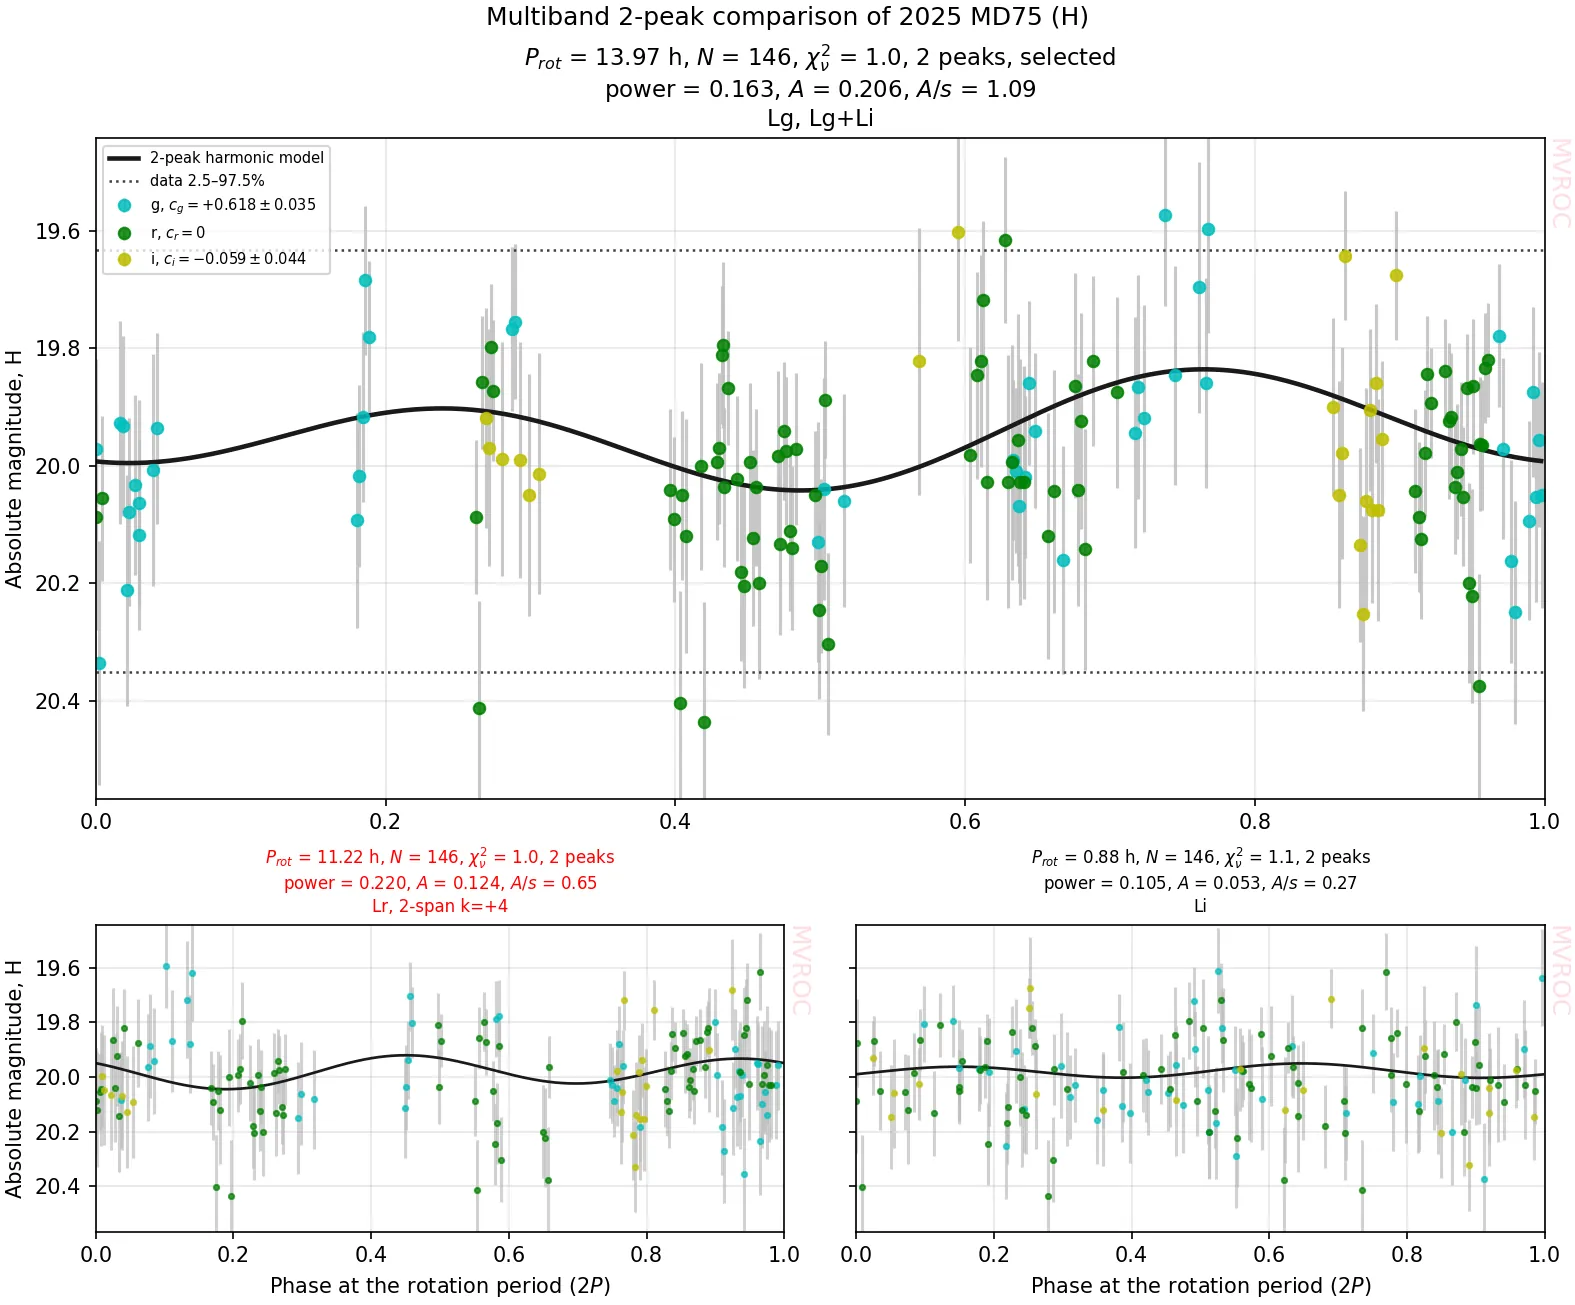 Multiband 2-peak comparison of 2025 MD75 (H)
P_rot = 13.97 h, N = 146, χ²_ν = 1.0, 2 peaks, selected
power = 0.163, A = 0.206, A/s = 1.09
Lg, Lg+Li
2-peak harmonic model
data 2.5–97.5%
g, c_g = +0.618 ± 0.035
r, c_r = 0
i, c_i = −0.059 ± 0.044
MVROC
Absolute magnitude, H
19.6
19.8
20.0
20.2
20.4
0.0 0.2 0.4 0.6 0.8 1.0
P_rot = 11.22 h, N = 146, χ²_ν = 1.0, 2 peaks
power = 0.220, A = 0.124, A/s = 0.65
Lr, 2-span k=+4
MVROC
Absolute magnitude, H
19.6
19.8
20.0
20.2
20.4
0.0 0.2 0.4 0.6 0.8 1.0
Phase at the rotation period (2P)
P_rot = 0.88 h, N = 146, χ²_ν = 1.1, 2 peaks
power = 0.105, A = 0.053, A/s = 0.27
Li
MVROC
0.0 0.2 0.4 0.6 0.8 1.0
Phase at the rotation period (2P)